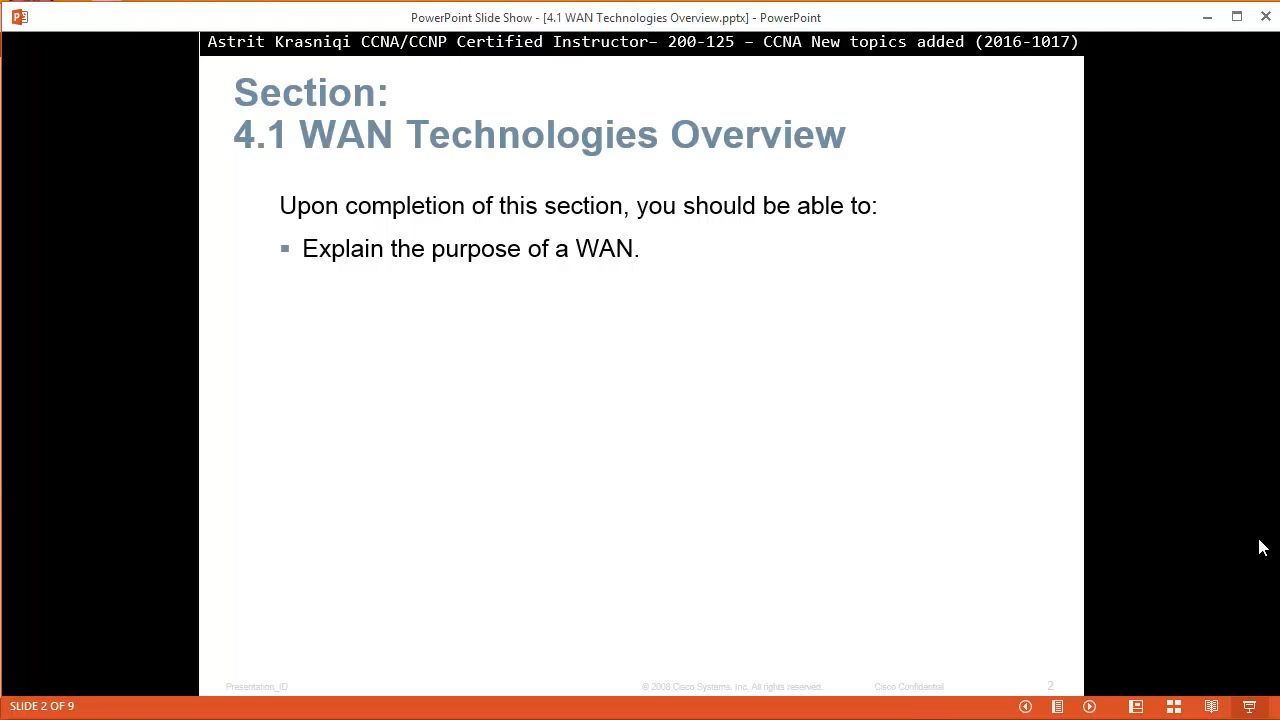 PowerPoint Slide Show - [4.1 WAN Technologies Overview.pptx] - PowerPoint
Astrit Krasniqi CCNA/CCNP Certified Instructor– 200-125 – CCNA New topics added (2016-1017)
Section:
4.1 WAN Technologies Overview
Upon completion of this section, you should be able to:
▪ Explain the purpose of a WAN.
Presentation_ID © 2008 Cisco Systems, Inc. All rights reserved. Cisco Confidential 2
SLIDE 2 OF 9